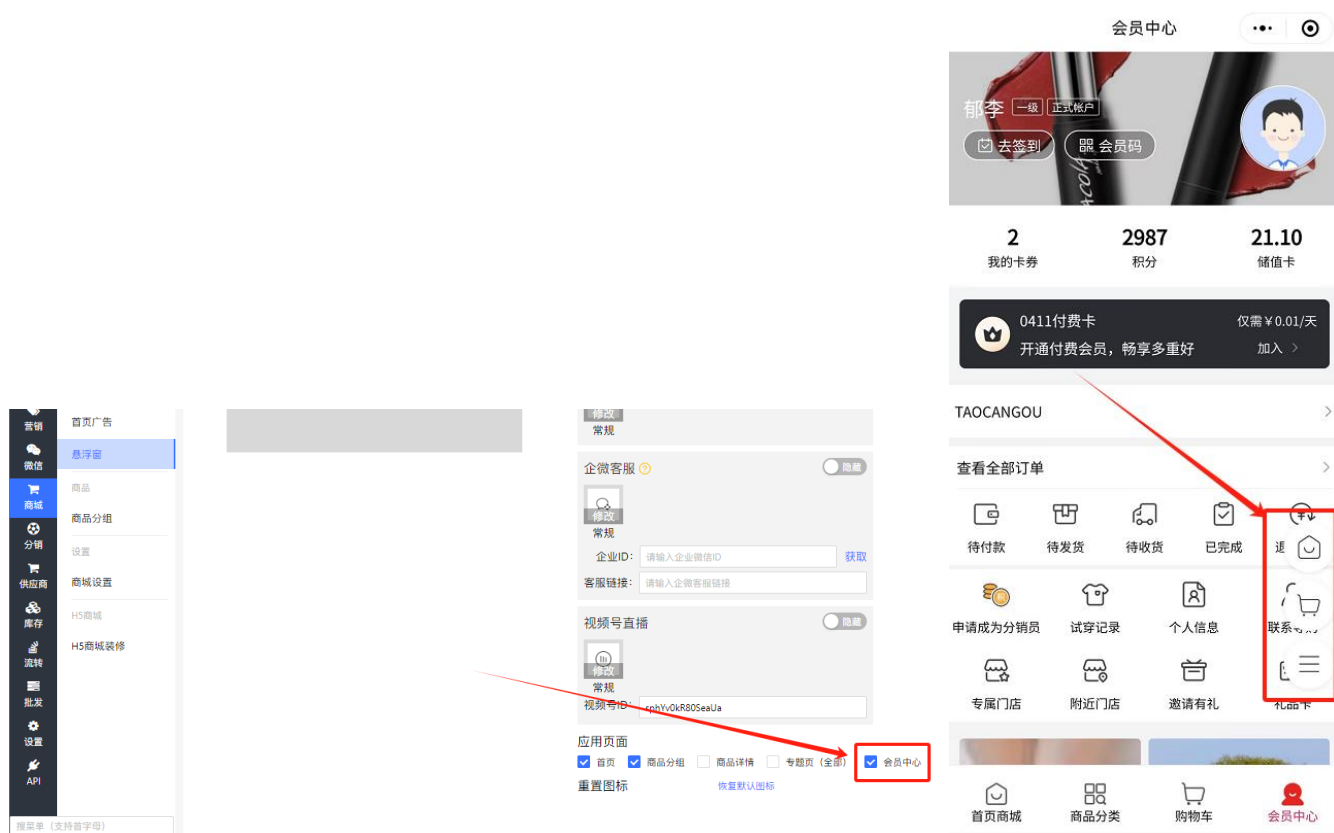 会员中心
郁李 一级 正式帐户
去签到 会员码
2 2987 21.10
我的卡券 积分 储值卡
0411付费卡 仅需￥0.01/天
开通付费会员，畅享多重好 加入
TAOCANGOU
查看全部订单
待付款 待发货 待收货 已完成
申请成为分销员 试穿记录 个人信息
专属门店 附近门店 邀请有礼 礼品卡
首页商城 商品分类 购物车 会员中心
营销
微信
商城
分销
供应商
库存
流转
批发
设置
API
搜菜单（支持首字母）
首页广告
悬浮窗
商品
商品分组
设置
商城设置
H5商城
H5商城装修
修改
常规
企微客服 隐藏
修改
常规
企业ID： 请输入企业微信ID 获取
客服链接： 请输入企微客服链接
视频号直播 隐藏
修改
常规
视频号ID： sphYv0kR80SeaUa
应用页面
首页 商品分组 商品详情 专题页（全部） 会员中心
重置图标 恢复默认图标